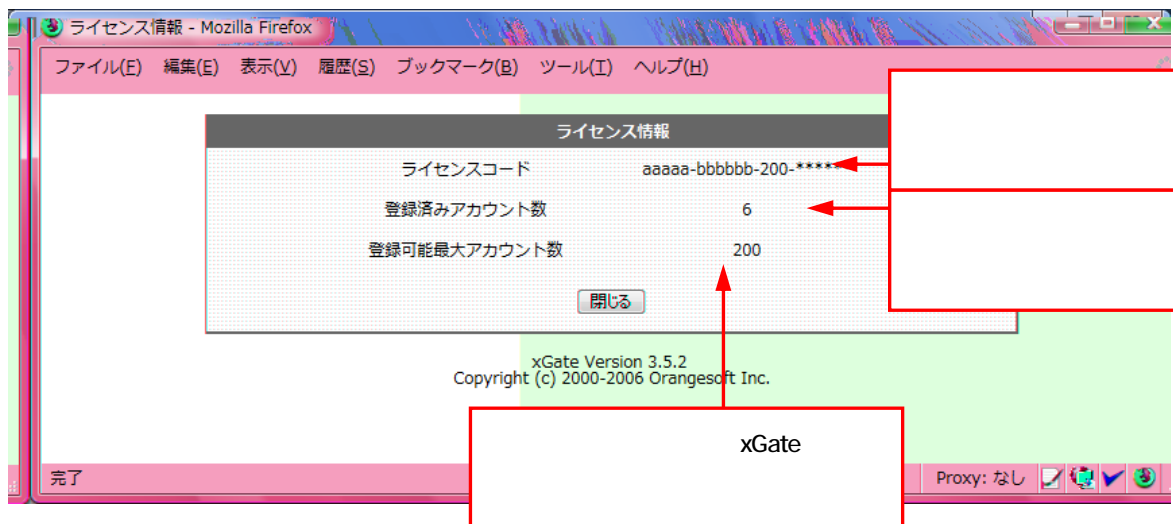 ライセンス情報 - Mozilla Firefox
ファイル(F) 編集(E) 表示(V) 履歴(S) ブックマーク(B) ツール(T) ヘルプ(H)
ライセンス情報
ライセンスコード aaaaa-bbbbbb-200-*****
登録済みアカウント数 6
登録可能最大アカウント数 200
閉じる
xGate Version 3.5.2
Copyright (c) 2000-2006 Orangesoft Inc.
xGate
完了 Proxy: なし